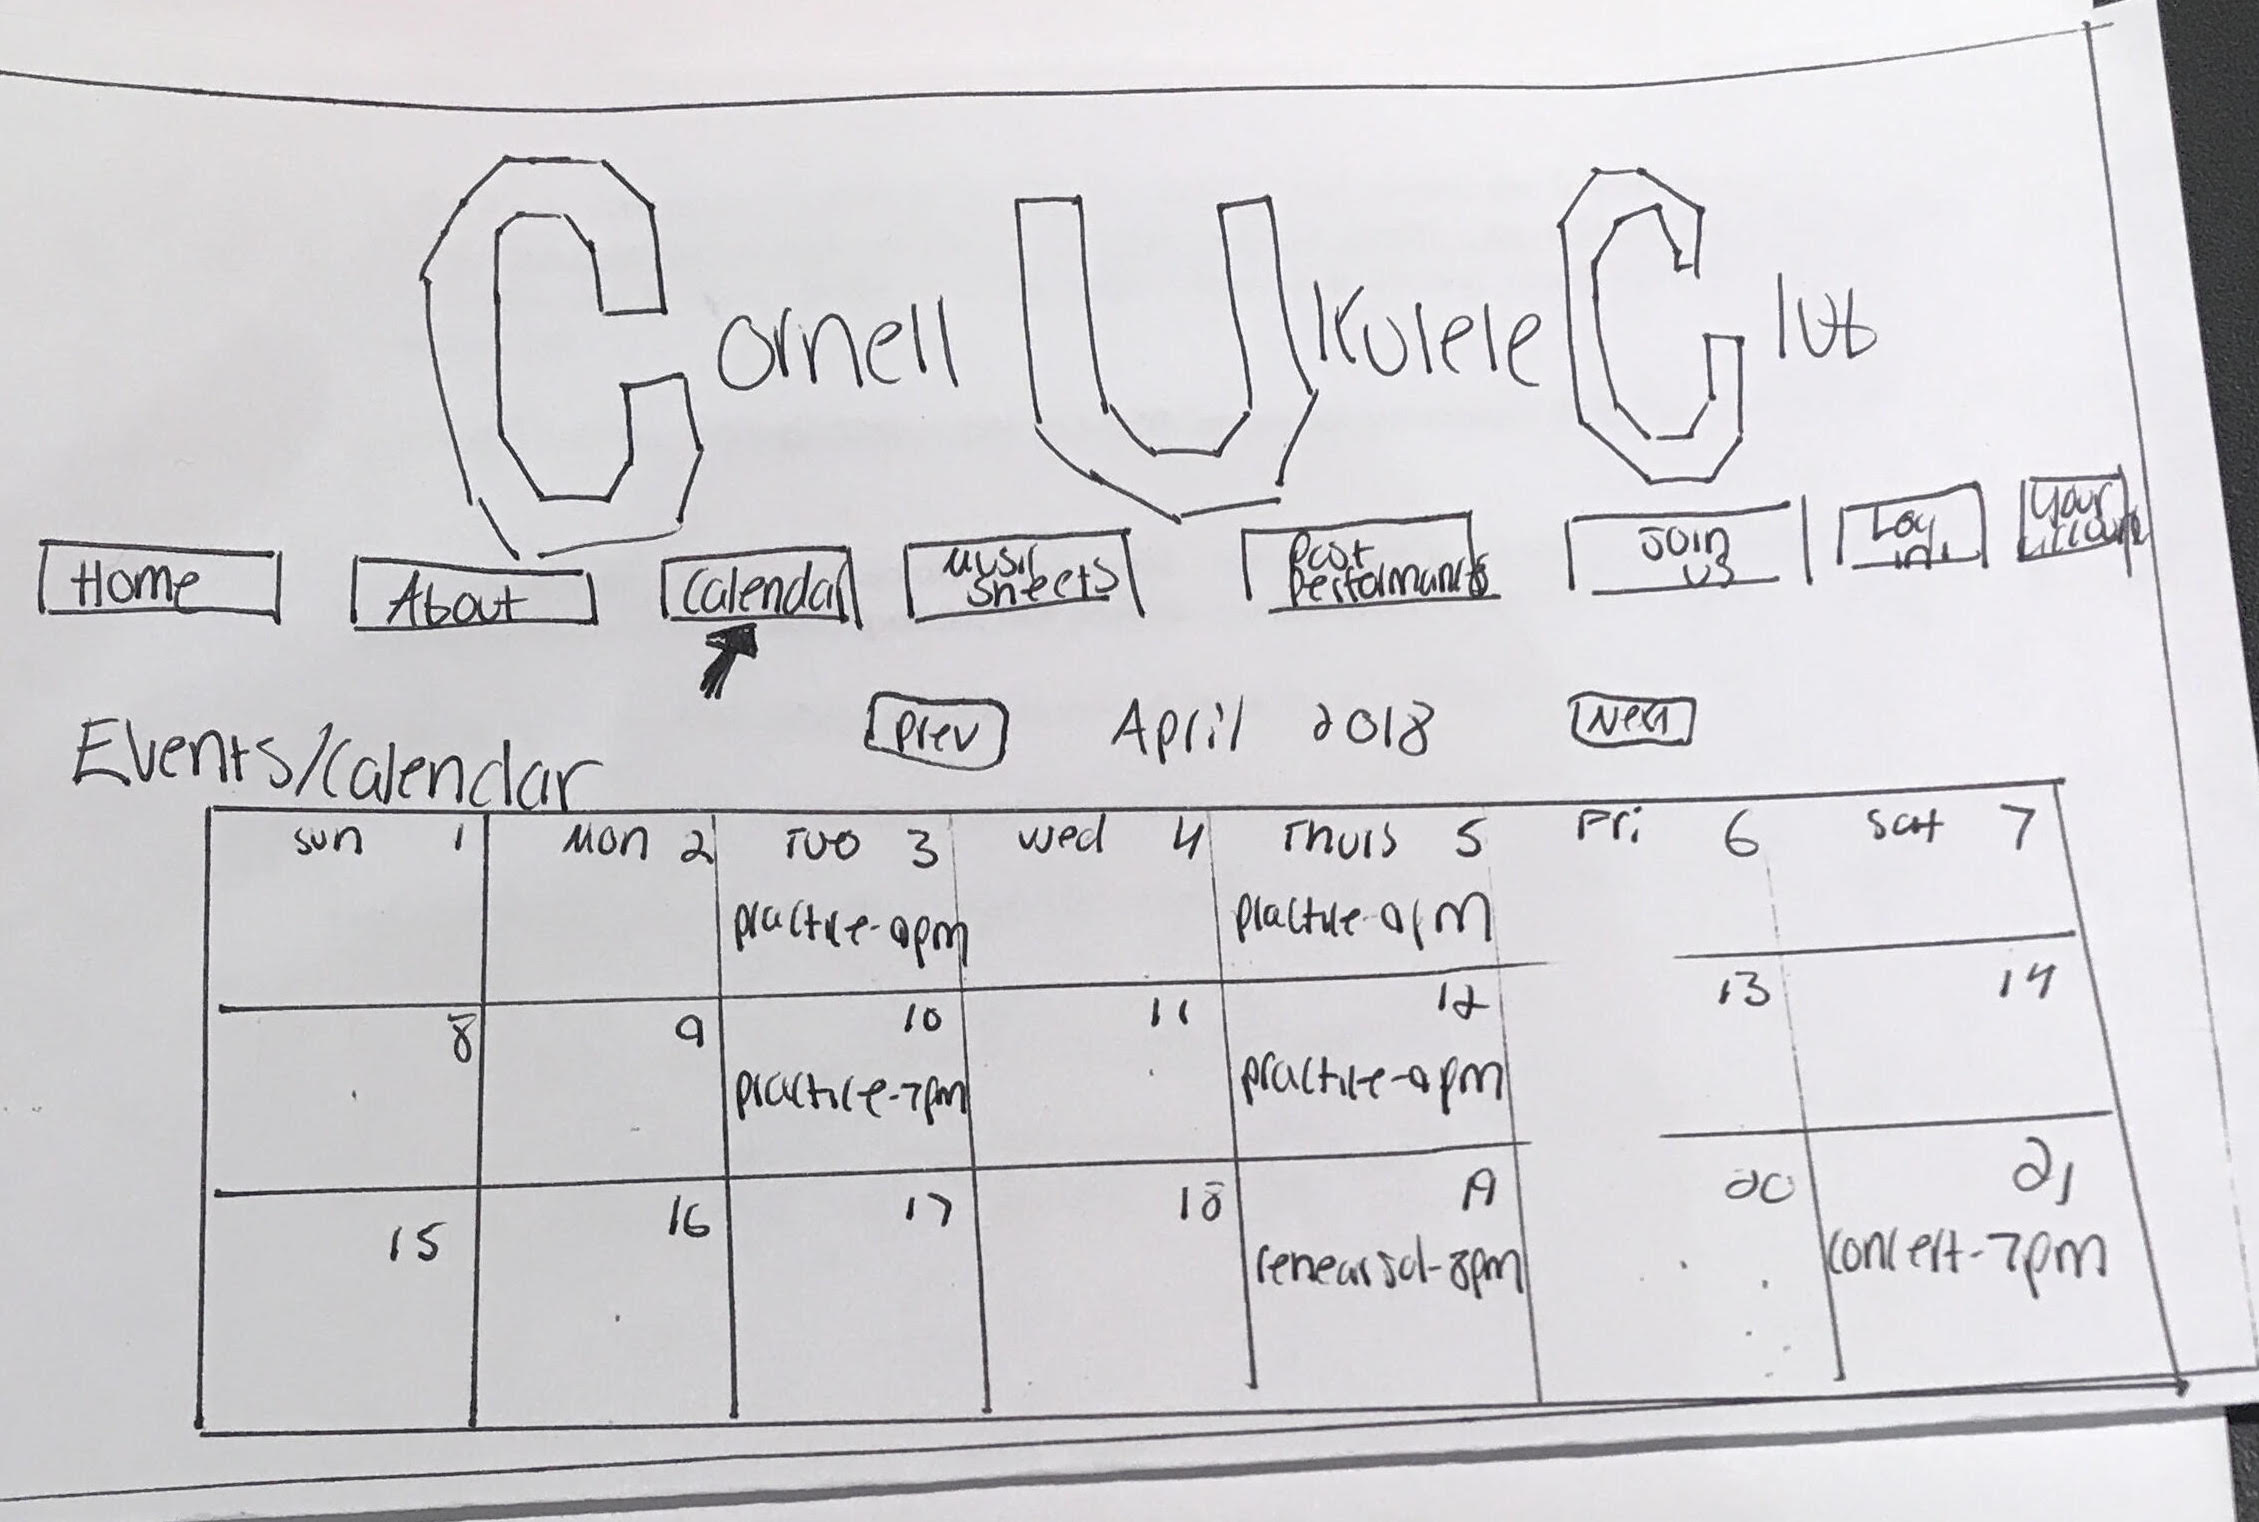 Cornell Ukulele Club
Home About Calendar Music Sheets Past Performances Join us Log in Your Account
Events/Calendar Prev April 2018 Next
Sun 1 Mon 2 Tue 3 Wed 4 Thurs 5 Fri 6 Sat 7
practice-9pm practice-9pm
8 9 10 11 12 13 14
practice-7pm practice-9pm
15 16 17 18 19 20 21
rehearsal-8pm concert-7pm